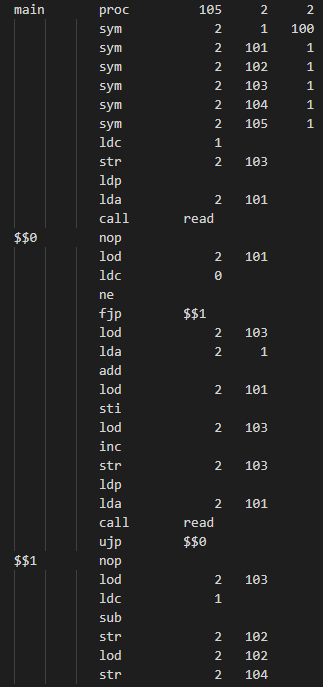 main proc 105 2 2
sym 2 1 100
sym 2 101 1
sym 2 102 1
sym 2 103 1
sym 2 104 1
sym 2 105 1
ldc 1
str 2 103
ldp
lda 2 101
call read
$$0 nop
lod 2 101
ldc 0
ne
fjp $$1
lod 2 103
lda 2 1
add
lod 2 101
sti
lod 2 103
inc
str 2 103
ldp
lda 2 101
call read
ujp $$0
$$1 nop
lod 2 103
ldc 1
sub
str 2 102
lod 2 102
str 2 104